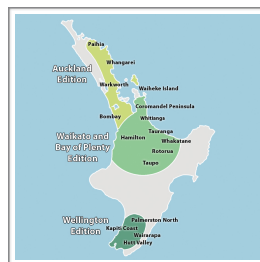 Paihia
Whangarei
Auckland
Edition
Warkworth
Waiheke Island
Coromandel Peninsula
Bombay
Whitianga
Tauranga
Waikato and
Bay of Plenty
Edition
Hamilton
Whakatane
Rotorua
Taupo
Wellington
Edition
Palmerston North
Kapiti Coast
Wairarapa
Hutt Valley